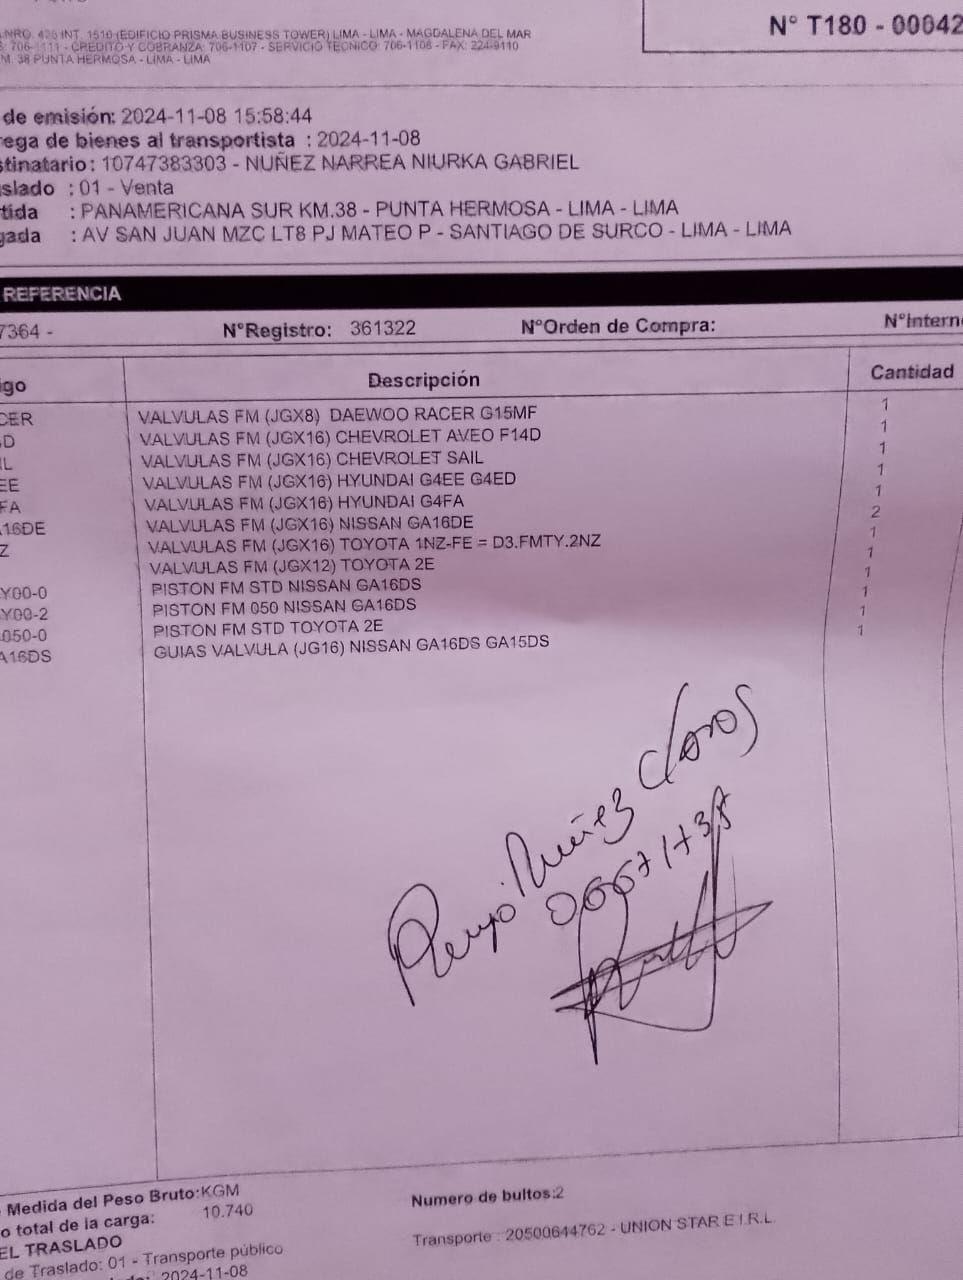 NRO. 426 INT. 1510 (EDIFICIO PRISMA BUSINESS TOWER) LIMA - LIMA - MAGDALENA DEL MAR
706-1111 - CREDITO Y COBRANZA: 706-1107 - SERVICIO TECNICO: 706-1108 - FAX: 224-9110
M. 38 PUNTA HERMOSA - LIMA - LIMA
N° T180 - 00042
de emisión: 2024-11-08 15:58:44
rega de bienes al transportista : 2024-11-08
stinatario : 10747383303 - NUÑEZ NARREA NIURKA GABRIEL
slado : 01 - Venta
tida : PANAMERICANA SUR KM.38 - PUNTA HERMOSA - LIMA - LIMA
gada : AV SAN JUAN MZC LT8 PJ MATEO P - SANTIAGO DE SURCO - LIMA - LIMA
REFERENCIA
7364 - N°Registro: 361322 N°Orden de Compra: N°Intern
igo Descripción Cantidad
CER VALVULAS FM (JGX8) DAEWOO RACER G15MF 1
D VALVULAS FM (JGX16) CHEVROLET AVEO F14D 1
IL VALVULAS FM (JGX16) CHEVROLET SAIL 1
EE VALVULAS FM (JGX16) HYUNDAI G4EE G4ED 1
FA VALVULAS FM (JGX16) HYUNDAI G4FA 1
A16DE VALVULAS FM (JGX16) NISSAN GA16DE 2
Z VALVULAS FM (JGX16) TOYOTA 1NZ-FE = D3.FMTY.2NZ 1
VALVULAS FM (JGX12) TOYOTA 2E 1
Y00-0 PISTON FM STD NISSAN GA16DS 1
Y00-2 PISTON FM 050 NISSAN GA16DS 1
050-0 PISTON FM STD TOYOTA 2E 1
A16DS GUIAS VALVULA (JG16) NISSAN GA16DS GA15DS 1
Núñez
Medida del Peso Bruto: KGM
o total de la carga: 10.740
Numero de bultos:2
EL TRASLADO
Transporte : 20500644762 - UNION STAR E.I.R.L.
de Traslado: 01 - Transporte público
2024-11-08